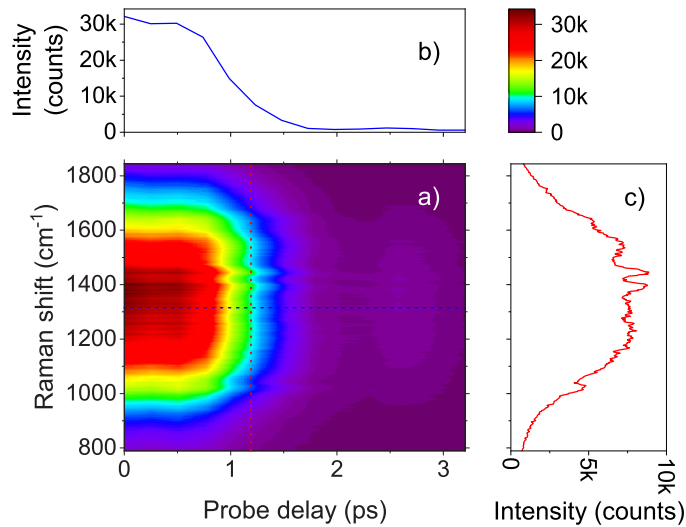 30k
20k
10k
0
Intensity
(counts)
b)
30k
20k
10k
0
1800
1600
1400
1200
1000
800
Raman shift (cm⁻¹)
a)
0
1
2
3
Probe delay (ps)
c)
0
5k
10k
Intensity (counts)